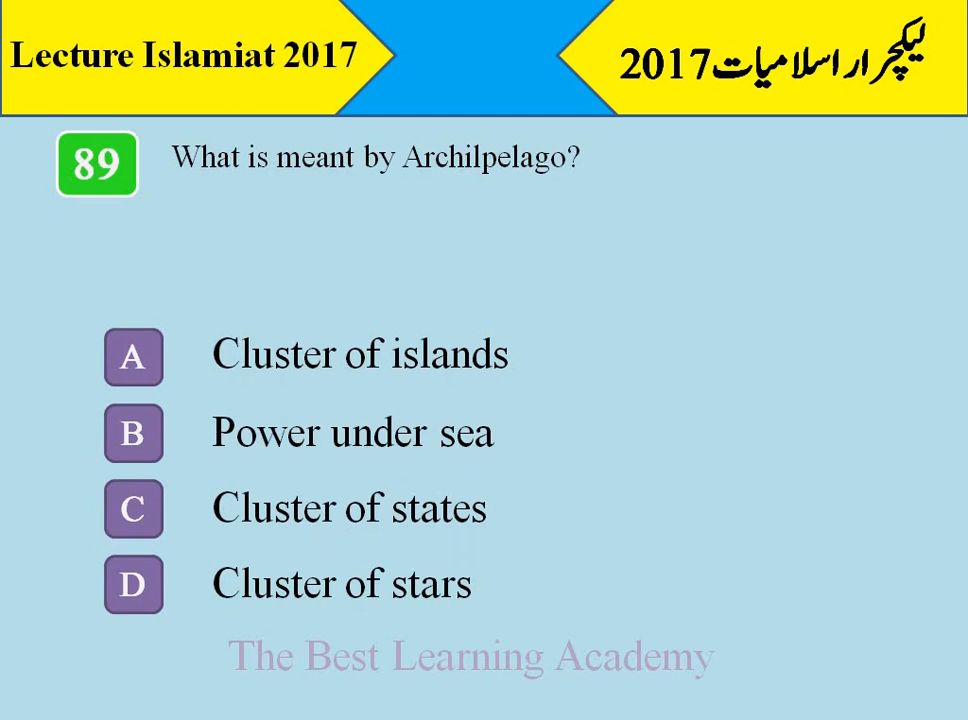 Lecture Islamiat 2017
لیکچرار اسلامیات 2017
89 What is meant by Archilpelago?
A Cluster of islands
B Power under sea
C Cluster of states
D Cluster of stars
The Best Learning Academy